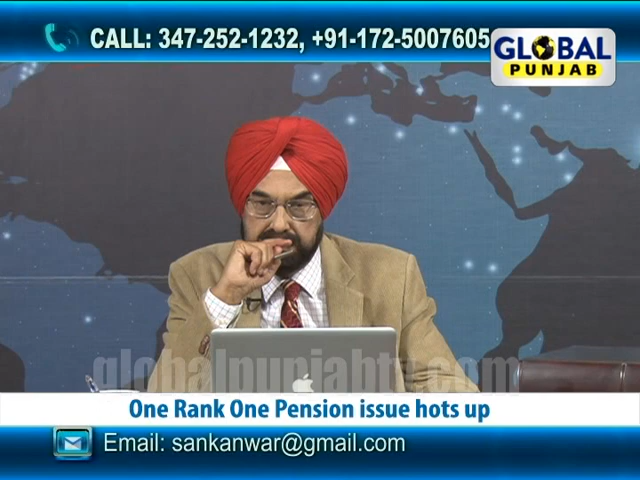 CALL: 347-252-1232, +91-172-5007605
GLOBAL
PUNJAB
globalpunjabtv.com
One Rank One Pension issue hots up
Email: sankanwar@gmail.com